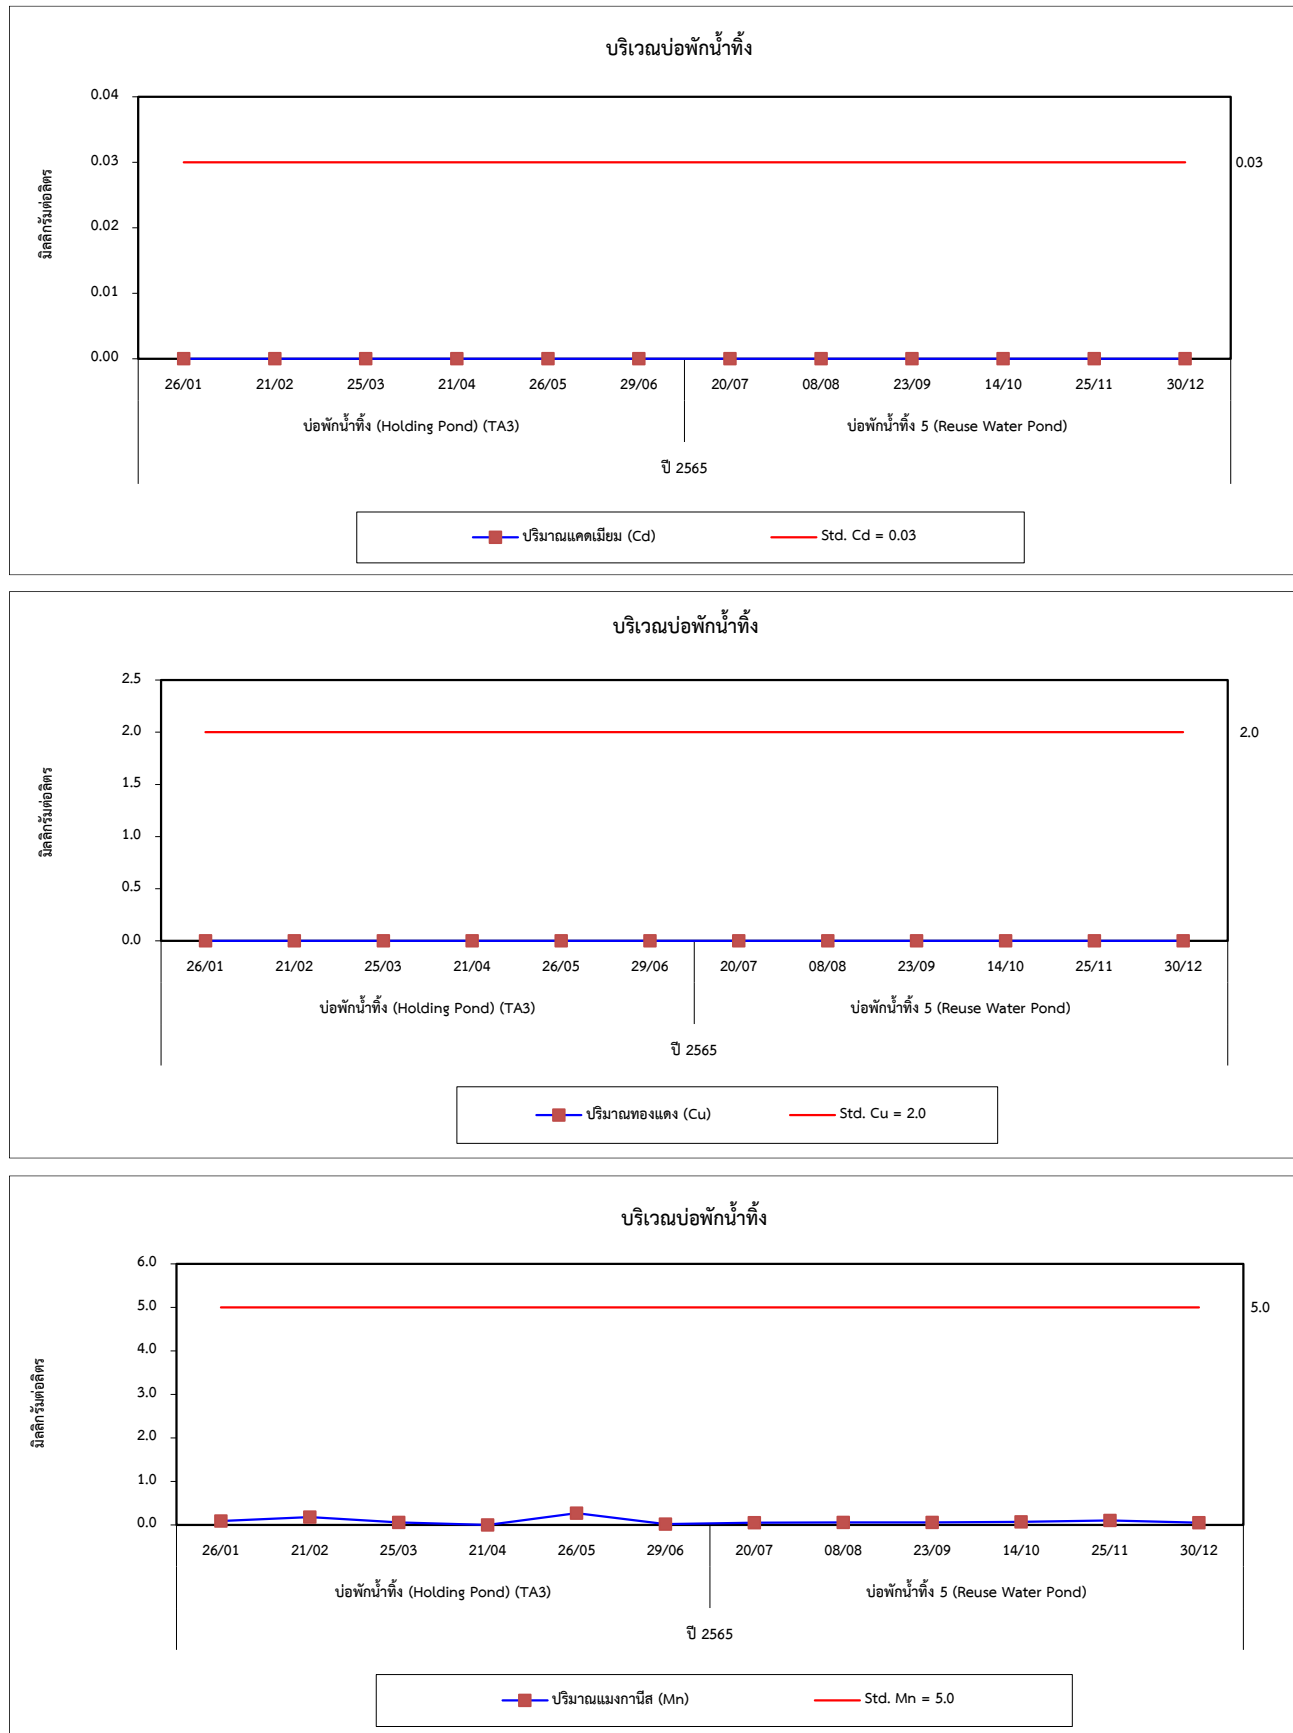 บริเวณบ่อพักน้ำทิ้ง
มิลลิกรัมต่อลิตร
0.04
0.03
0.02
0.01
0.00
0.03
26/01 21/02 25/03 21/04 26/05 29/06 20/07 08/08 23/09 14/10 25/11 30/12
บ่อพักน้ำทิ้ง (Holding Pond) (TA3) บ่อพักน้ำทิ้ง 5 (Reuse Water Pond)
ปี 2565
ปริมาณแคดเมียม (Cd) Std. Cd = 0.03
บริเวณบ่อพักน้ำทิ้ง
มิลลิกรัมต่อลิตร
2.5
2.0
1.5
1.0
0.5
0.0
2.0
26/01 21/02 25/03 21/04 26/05 29/06 20/07 08/08 23/09 14/10 25/11 30/12
บ่อพักน้ำทิ้ง (Holding Pond) (TA3) บ่อพักน้ำทิ้ง 5 (Reuse Water Pond)
ปี 2565
ปริมาณทองแดง (Cu) Std. Cu = 2.0
บริเวณบ่อพักน้ำทิ้ง
มิลลิกรัมต่อลิตร
6.0
5.0
4.0
3.0
2.0
1.0
0.0
5.0
26/01 21/02 25/03 21/04 26/05 29/06 20/07 08/08 23/09 14/10 25/11 30/12
บ่อพักน้ำทิ้ง (Holding Pond) (TA3) บ่อพักน้ำทิ้ง 5 (Reuse Water Pond)
ปี 2565
ปริมาณแมงกานีส (Mn) Std. Mn = 5.0